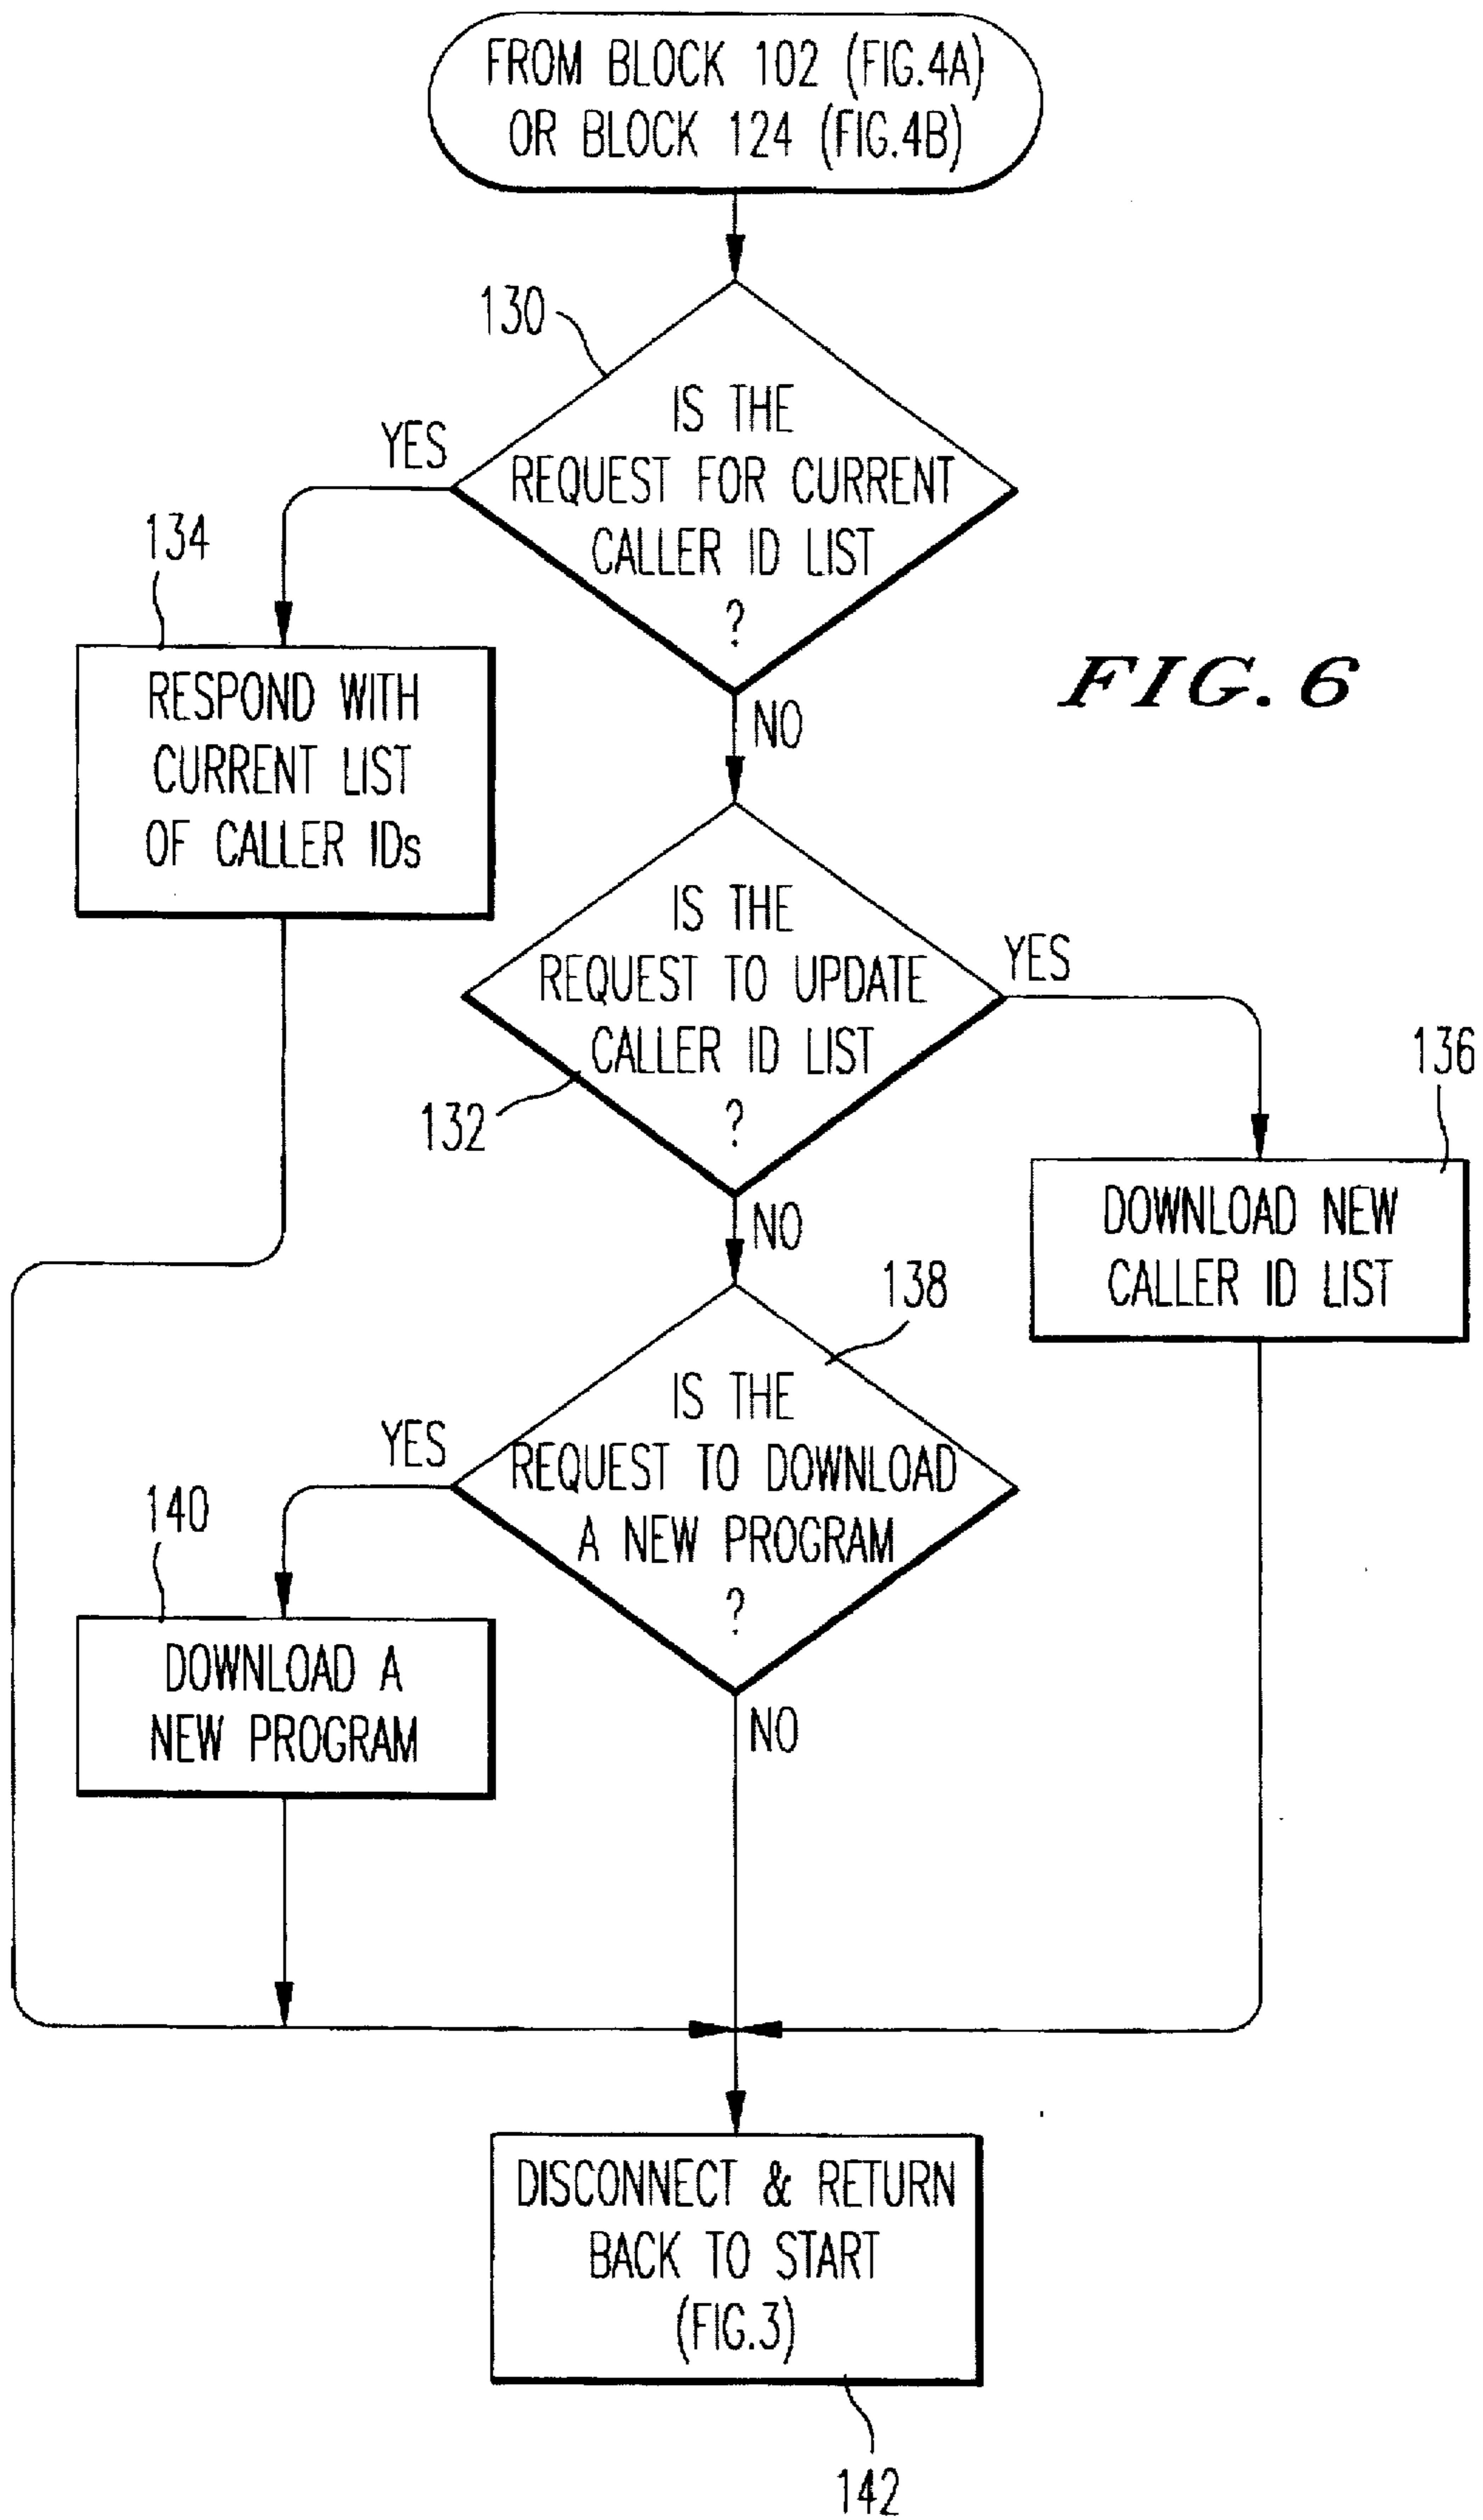 FROM BLOCK 102 (FIG.4A)
OR BLOCK 124 (FIG.4B)
130
IS THE
REQUEST FOR CURRENT
CALLER ID LIST
?
YES
134
RESPOND WITH
CURRENT LIST
OF CALLER IDs
NO
FIG. 6
IS THE
REQUEST TO UPDATE
CALLER ID LIST
?
132
YES
136
DOWNLOAD NEW
CALLER ID LIST
NO
138
IS THE
REQUEST TO DOWNLOAD
A NEW PROGRAM
?
YES
140
DOWNLOAD A
NEW PROGRAM
NO
DISCONNECT & RETURN
BACK TO START
(FIG.3)
142